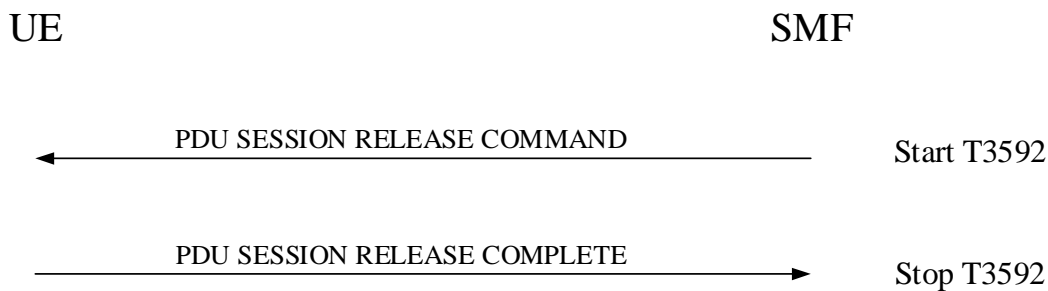 UE SMF
PDU SESSION RELEASE COMMAND
Start T3592
PDU SESSION RELEASE COMPLETE
Stop T3592